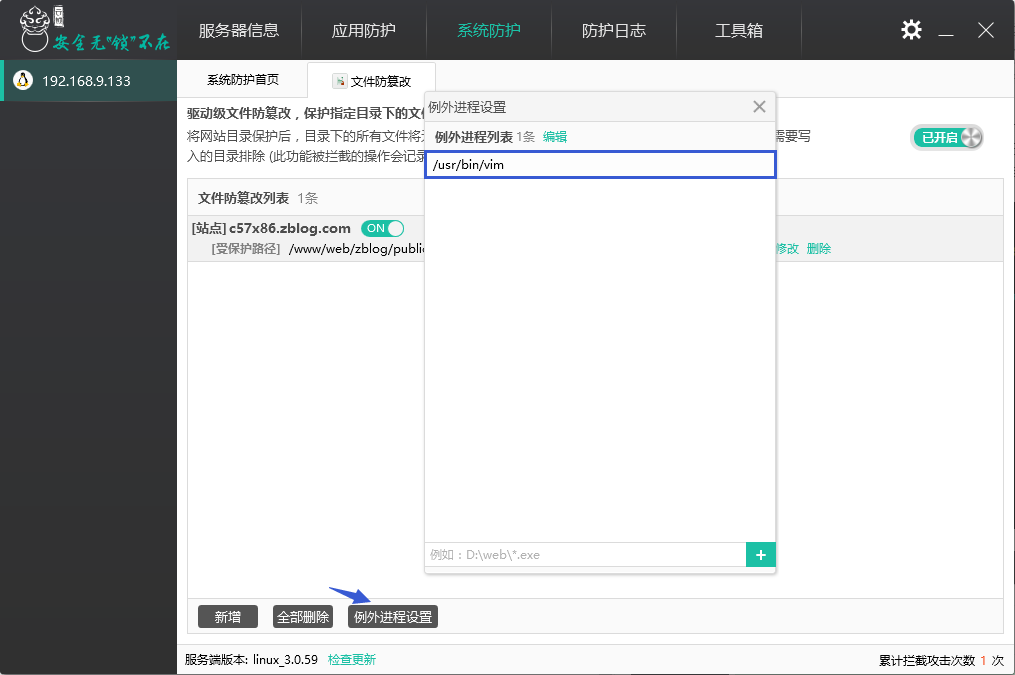 安全无“锁”不在
服务器信息
应用防护
系统防护
防护日志
工具箱
192.168.9.133
系统防护首页
文件防篡改
驱动级文件防篡改，保护指定目录下的文
将网站目录保护后，目录下的所有文件将
需要写
入的目录排除 (此功能被拦截的操作会记
已开启
文件防篡改列表 1条
[站点] c57x86.zblog.com ON
[受保护路径] /www/web/zblog/public
修改 删除
例外进程设置
例外进程列表 1条 编辑
/usr/bin/vim
例如：D:\web\*.exe
+
新增
全部删除
例外进程设置
服务端版本: linux_3.0.59 检查更新
累计拦截攻击次数 1 次